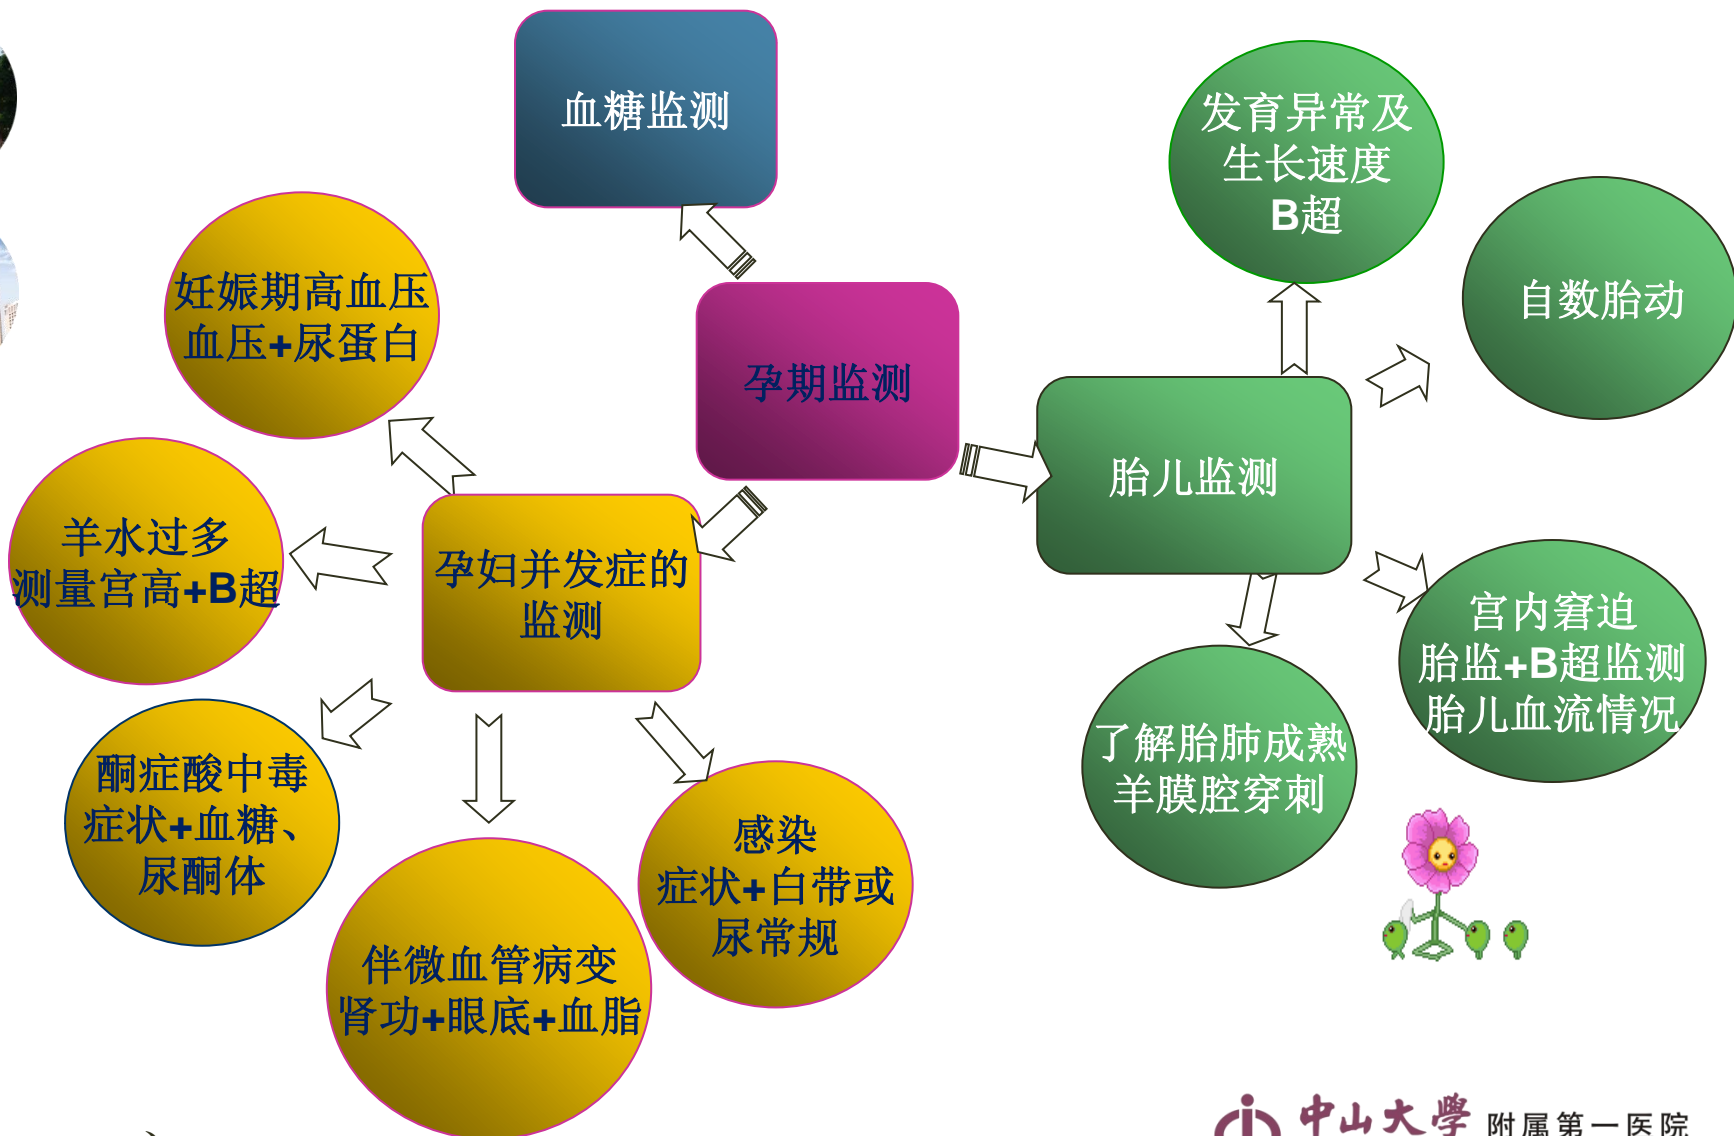 血糖监测
发育异常及
生长速度
B超
自数胎动
妊娠期高血压
血压+尿蛋白
孕期监测
胎儿监测
羊水过多
测量宫高+B超
孕妇并发症的
监测
宫内窘迫
胎监+B超监测
胎儿血流情况
了解胎肺成熟
羊膜腔穿刺
酮症酸中毒
症状+血糖、
尿酮体
感染
症状+白带或
尿常规
伴微血管病变
肾功+眼底+血脂
中山大學 附属第一医院